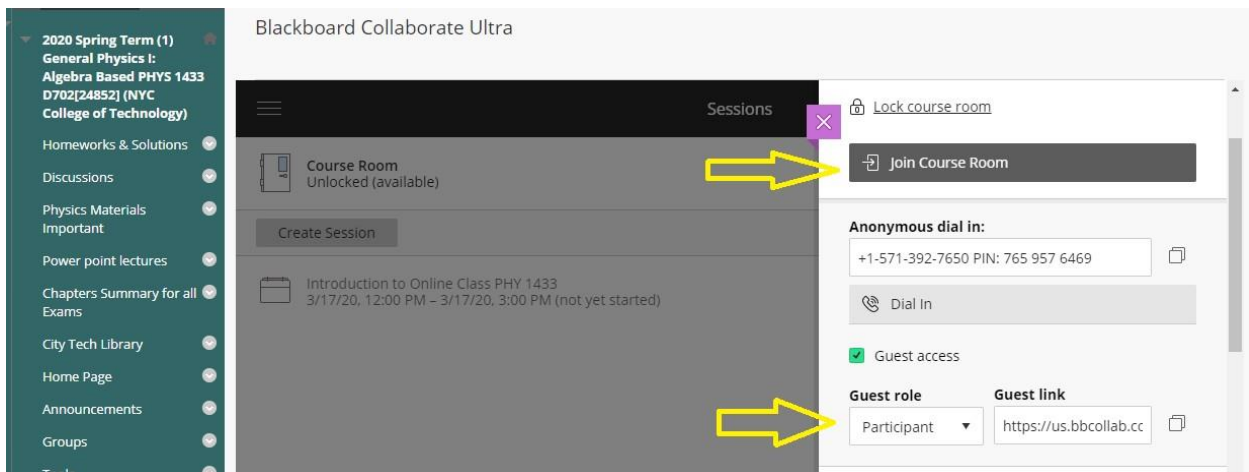 2020 Spring Term (1)
General Physics I:
Algebra Based PHYS 1433
D702[24852] (NYC
College of Technology)
Homeworks & Solutions
Discussions
Physics Materials
Important
Power point lectures
Chapters Summary for all
Exams
City Tech Library
Home Page
Announcements
Groups
Blackboard Collaborate Ultra
Sessions
Course Room
Unlocked (available)
Create Session
Introduction to Online Class PHY 1433
3/17/20, 12:00 PM – 3/17/20, 3:00 PM (not yet started)
Lock course room
Join Course Room
Anonymous dial in:
+1-571-392-7650 PIN: 765 957 6469
Dial In
Guest access
Guest role
Guest link
Participant
https://us.bbcollab.cc